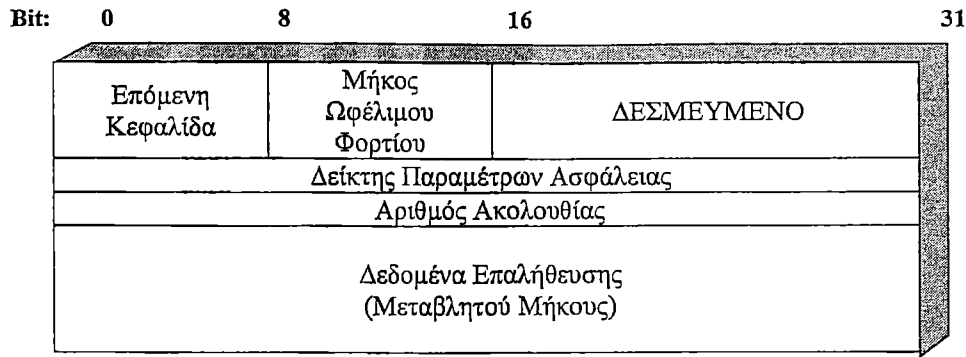 Bit: 0 8 16 31
Επόμενη
Κεφαλίδα
Μήκος
Ωφέλιμου
Φορτίου
ΔΕΣΜΕΥΜΕΝΟ
Δείκτης Παραμέτρων Ασφάλειας
Αριθμός Ακολουθίας
Δεδομένα Επαλήθευσης
(Μεταβλητού Μήκους)